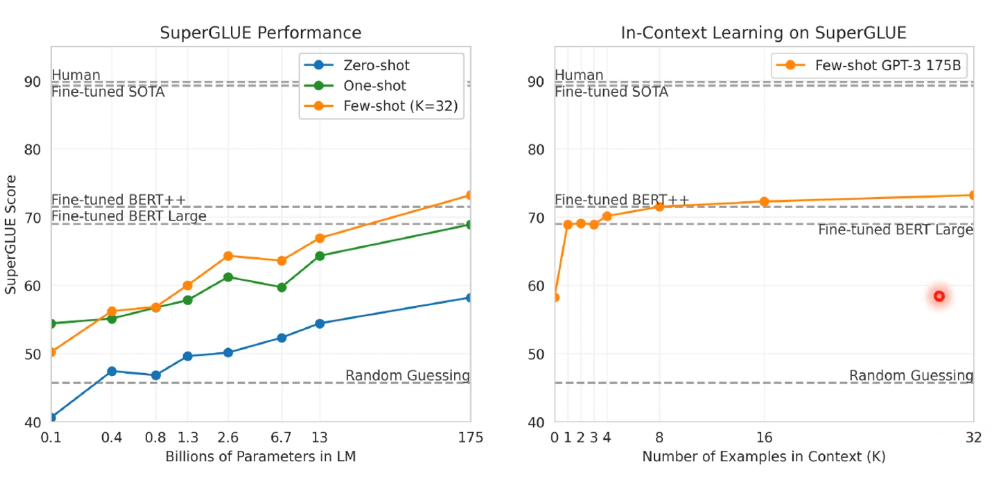 SuperGLUE Performance
Zero-shot
One-shot
Few-shot (K=32)
Human
Fine-tuned SOTA
Fine-tuned BERT++
Fine-tuned BERT Large
Random Guessing
SuperGLUE Score
90
80
70
60
50
40
0.1 0.4 0.8 1.3 2.6 6.7 13 175
Billions of Parameters in LM
In-Context Learning on SuperGLUE
Few-shot GPT-3 175B
Human
Fine-tuned SOTA
Fine-tuned BERT++
Fine-tuned BERT Large
Random Guessing
90
80
70
60
50
40
0 1 2 3 4 8 16 32
Number of Examples in Context (K)